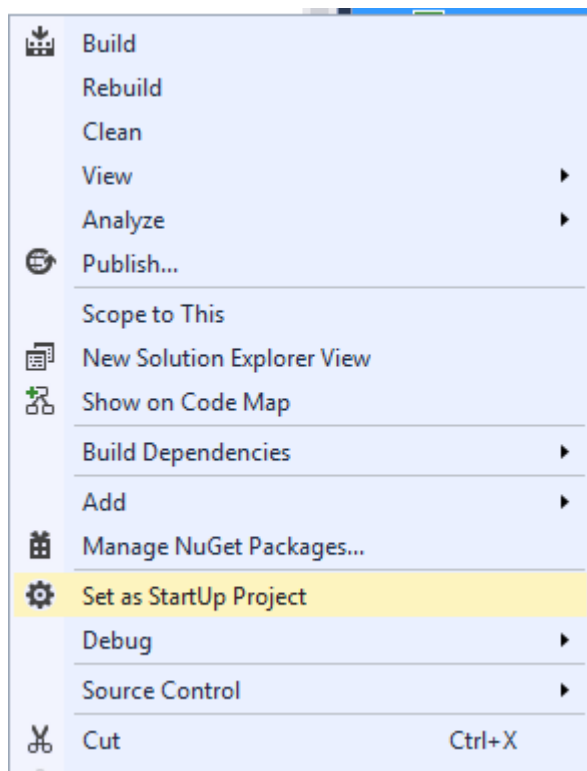 Build
Rebuild
Clean
View
Analyze
Publish...
Scope to This
New Solution Explorer View
Show on Code Map
Build Dependencies
Add
Manage NuGet Packages...
Set as StartUp Project
Debug
Source Control
Cut Ctrl+X